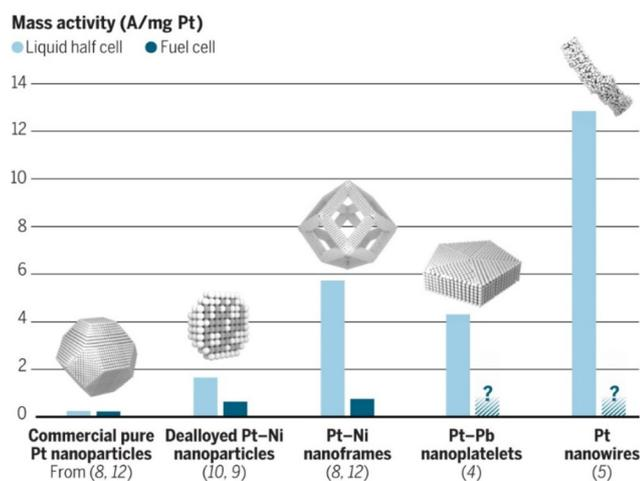 Mass activity (A/mg Pt)
Liquid half cell Fuel cell
14
12
10
8
6
4
2
0
? ?
Commercial pure Pt nanoparticles From (8, 12)
Dealloyed Pt–Ni nanoparticles (10, 9)
Pt–Ni nanoframes (8, 12)
Pt–Pb nanoplatelets (4)
Pt nanowires (5)